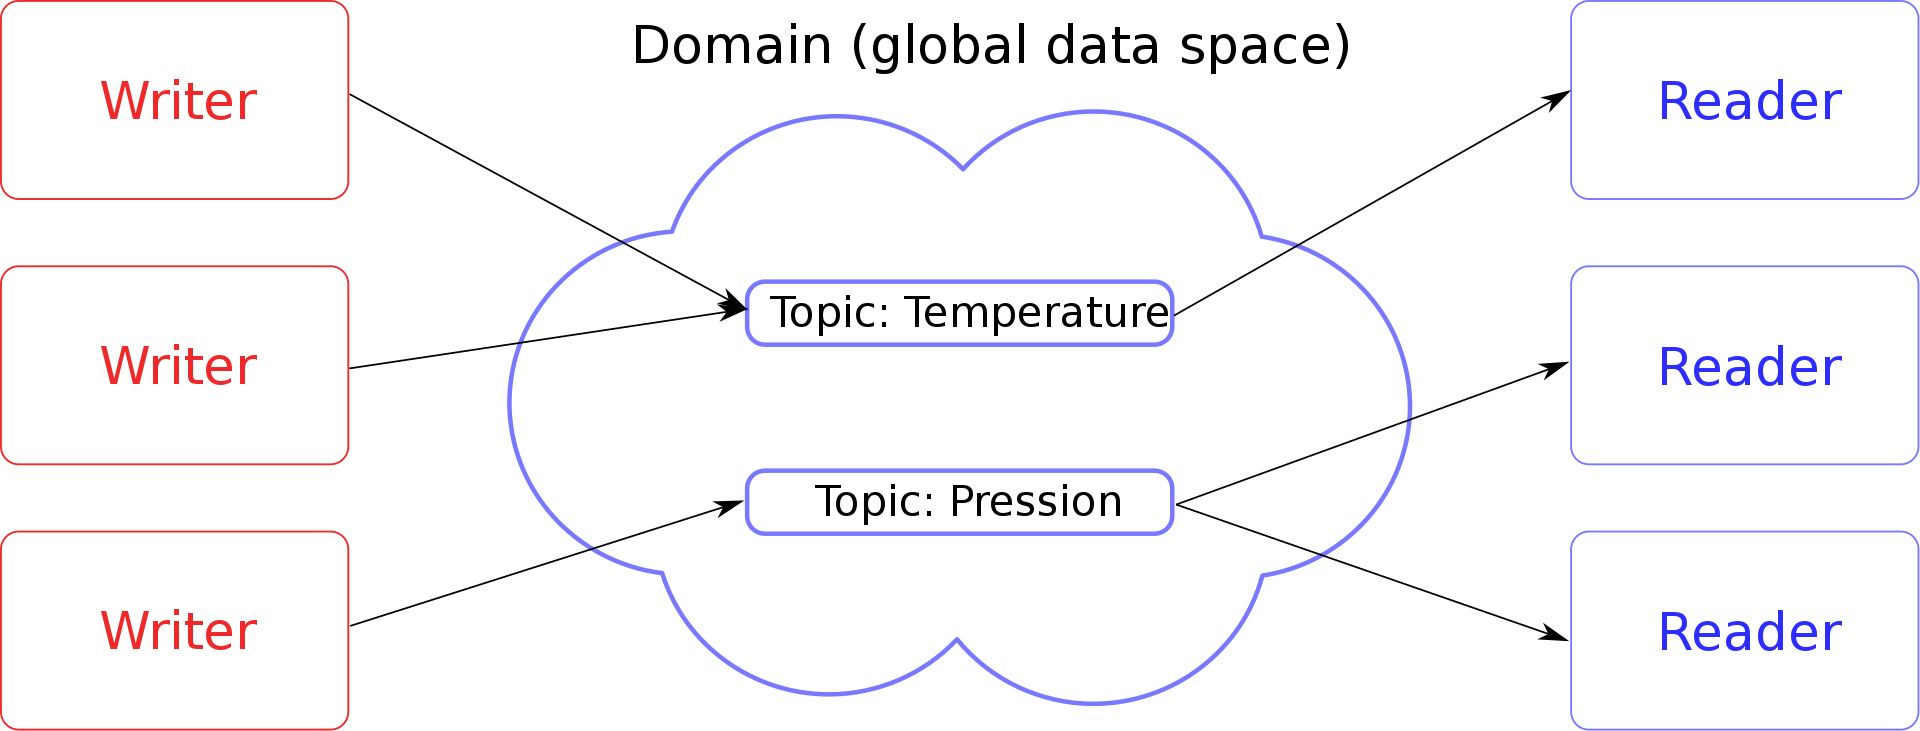 Domain (global data space)
Writer
Reader
Topic: Temperature
Writer
Reader
Topic: Pression
Writer
Reader